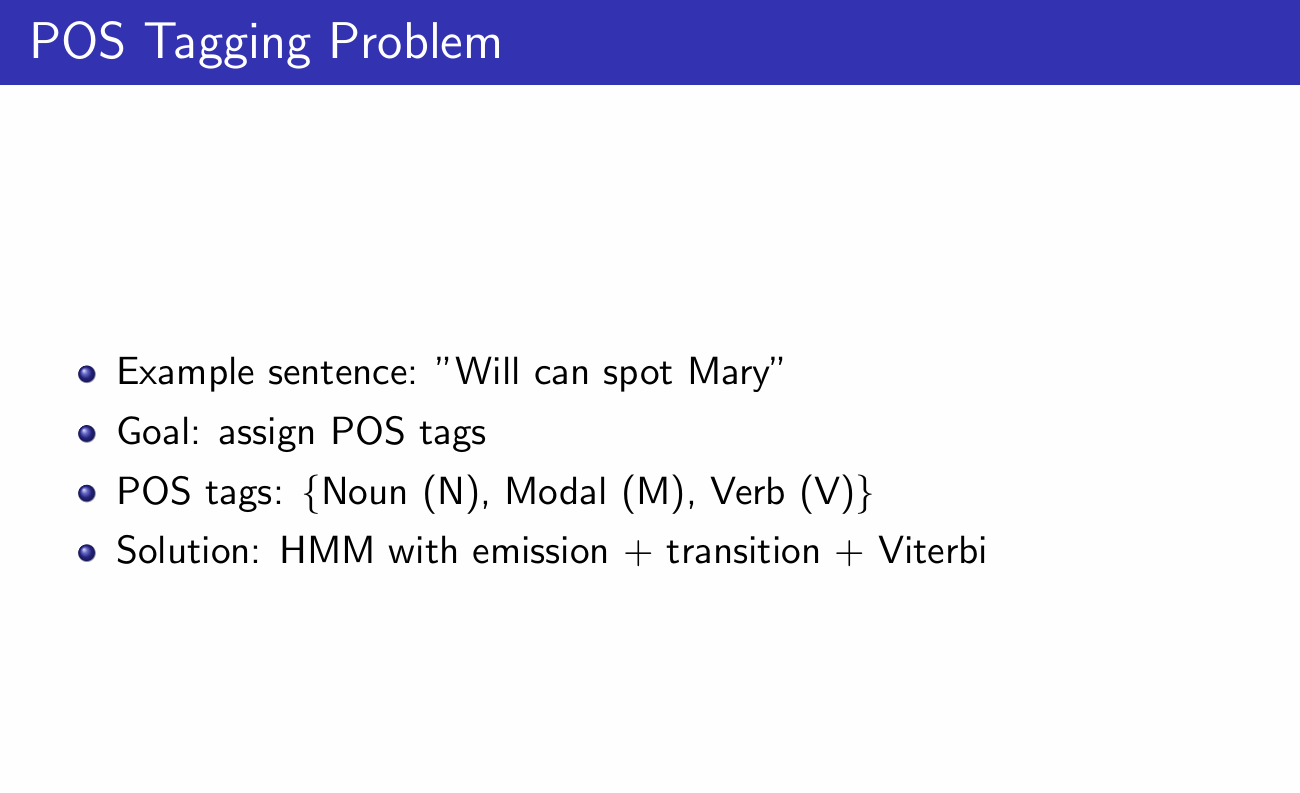 POS Tagging Problem
Example sentence: ”Will can spot Mary”
Goal: assign POS tags
POS tags: {Noun (N), Modal (M), Verb (V)}
Solution: HMM with emission + transition + Viterbi